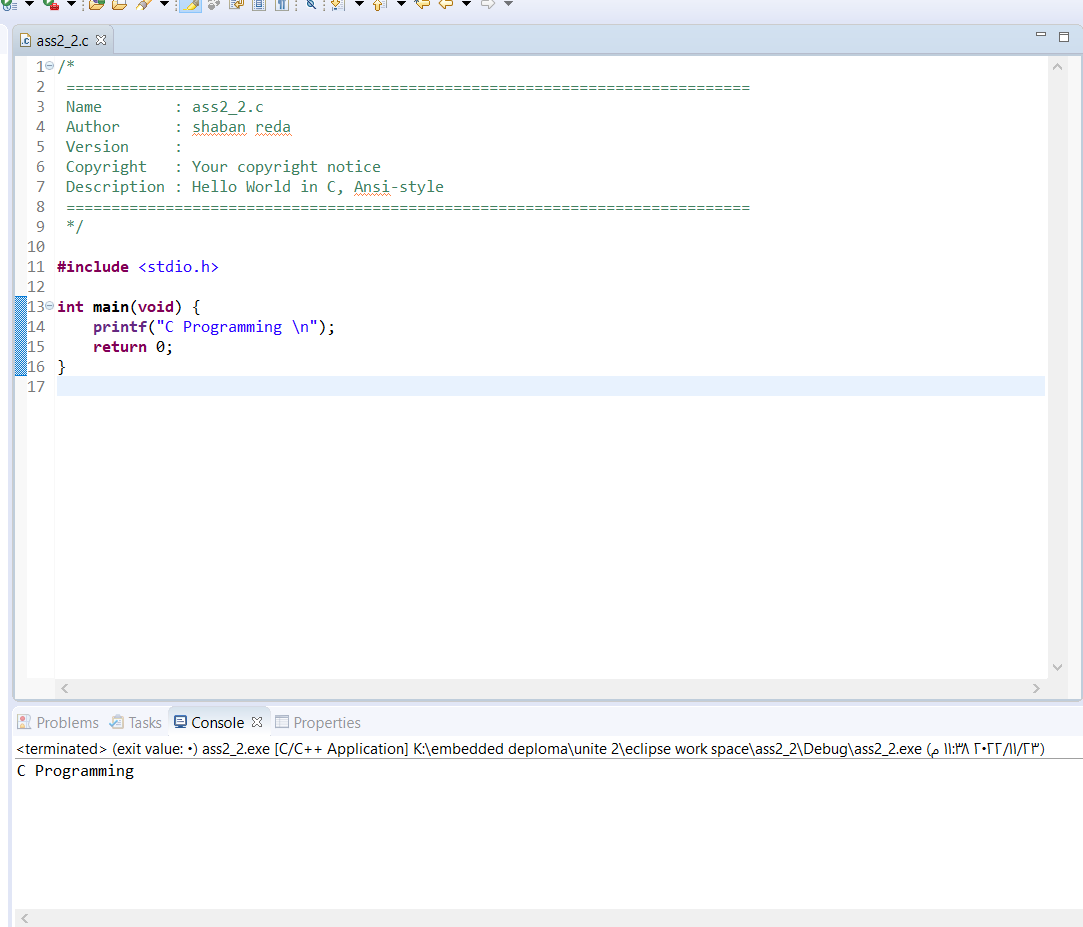 ass2_2.c
1 /*
2 ============================================================================
3 Name        : ass2_2.c
4 Author      : shaban reda
5 Version     :
6 Copyright   : Your copyright notice
7 Description : Hello World in C, Ansi-style
8 ============================================================================
9 */
10
11 #include <stdio.h>
12
13 int main(void) {
14     printf("C Programming \n");
15     return 0;
16 }
17
Problems Tasks Console Properties
<terminated> (exit value: ٠) ass2_2.exe [C/C++ Application] K:\embedded deploma\unite 2\eclipse work space\ass2_2\Debug\ass2_2.exe (٢٠٢٢/١١/٢٣ ١١:٣٨ م)
C Programming